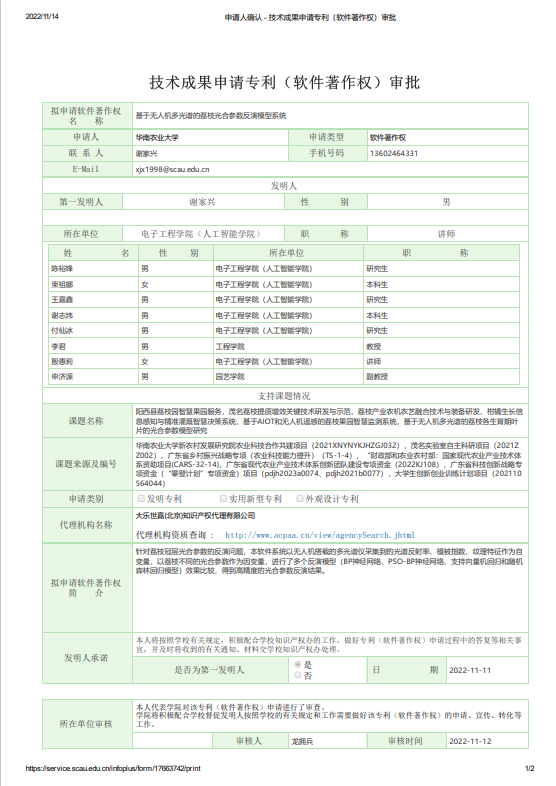 2022/11/14 申请人确认 - 技术成果申请专利（软件著作权）审批
技术成果申请专利（软件著作权）审批
拟申请软件著作权
名 称
基于无人机多光谱的荔枝光合参数反演模型系统
申请人 华南农业大学 申请类型 软件著作权
联 系 人 谢家兴 手机号码 13602464331
E-Mail xjx1998@scau.edu.cn
发明人
第一发明人 谢家兴 性 别 男
所在单位 电子工程学院（人工智能学院） 职 称 讲师
姓 名 性 别 所在单位 职 称
陈裕锋 男 电子工程学院（人工智能学院） 研究生
束祖娜 女 电子工程学院（人工智能学院） 本科生
王嘉鑫 男 电子工程学院（人工智能学院） 研究生
谢志炜 男 电子工程学院（人工智能学院） 本科生
付仙冰 男 电子工程学院（人工智能学院） 研究生
李君 男 工程学院 教授
殷惠莉 女 电子工程学院（人工智能学院） 讲师
申济源 男 园艺学院 副教授
支持课题情况
课题名称
阳西县荔枝园智慧果园服务，茂名荔枝提质增效关键技术研发与示范，荔枝产业农机农艺融合技术与装备研发，柑橘生长信
息感知与精准灌溉智慧决策系统，基于AIOT和无人机遥感的荔枝果园智慧监测系统，基于无人机多光谱的荔枝各生育期叶
片的光合参数模型研究
课题来源及编号
华南农业大学新农村发展研究院农业科技合作共建项目（2021XNYNYKJHZGJ032），茂名实验室自主科研项目（2021Z
Z002），广东省乡村振兴战略专项（农业科技能力提升）（TS-1-4），“财政部和农业农村部：国家现代农业产业技术体
系资助项目(CARS-32-14)，广东省现代农业产业技术体系创新团队建设专项资金（2022KJ108），广东省科技创新战略专
项资金（“攀登计划”专项资金）项目（pdjh2023a0074、pdjh2021b0077），大学生创新创业训练计划项目（202110
564044）
申请类别 发明专利 实用新型专利 外观设计专利
代理机构名称
大乐世嘉(北京)知识产权代理有限公司
代理机构资质查询： http://www.acpaa.cn/view/agencySearch.jhtml
拟申请软件著作权
简 介
针对荔枝冠层光合参数的反演问题，本软件系统以无人机搭载的多光谱仪采集到的光谱反射率、植被指数、纹理特征作为自
变量，以荔枝不同的光合参数作为因变量，进行了多个反演模型（BP神经网络、PSO-BP神经网络、支持向量机回归和随机
森林回归模型）效果比较，得到高精度的光合参数反演结果。
发明人承诺
本人将按照学校有关规定，积极配合学校知识产权办的工作，做好专利（软件著作权）申请过程中的答复等相关事
宜，并及时将收到的有关通知、材料交学校知识产权办处理。
是否为第一发明人 是
否
日 期 2022-11-11
所在单位审核
本人代表学院对该专利（软件著作权）申请进行了审查。
学院将积极配合学校督促发明人按照学校的有关规定和工作需要做好该专利（软件著作权）的申请、宣传、转化等
工作。
审核人 龙拥兵 审核时间 2022-11-12
https://service.scau.edu.cn/infoplus/form/17663742/print 1/2